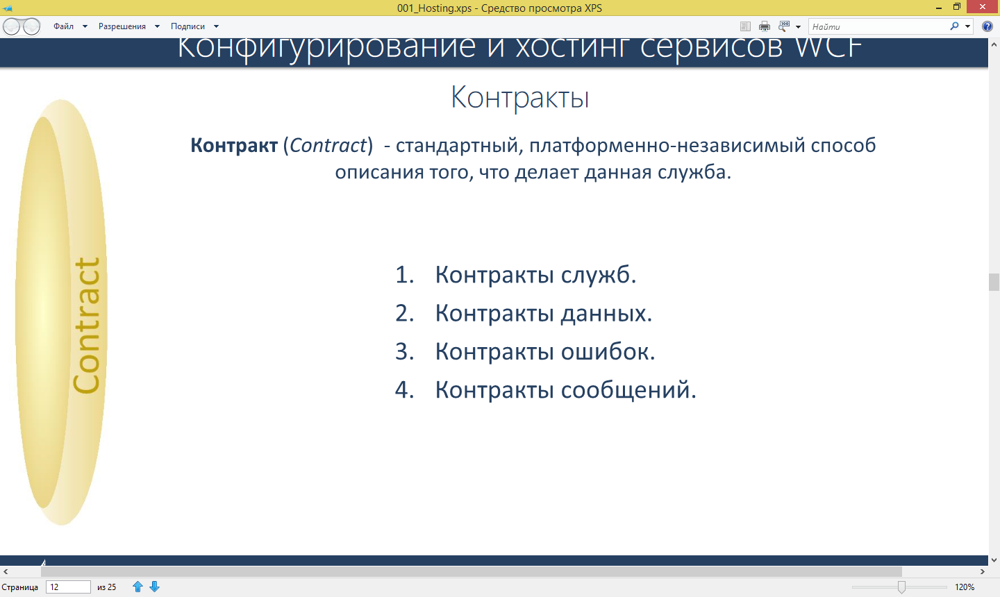 001_Hosting.xps - Средство просмотра XPS
Файл Разрешения Подписи
100
Найти
?
Конфигурирование и хостинг сервисов WCF
Контракты
Контракт (Contract) - стандартный, платформенно-независимый способ
описания того, что делает данная служба.
Contract
1. Контракты служб.
2. Контракты данных.
3. Контракты ошибок.
4. Контракты сообщений.
Страница 12 из 25
120%